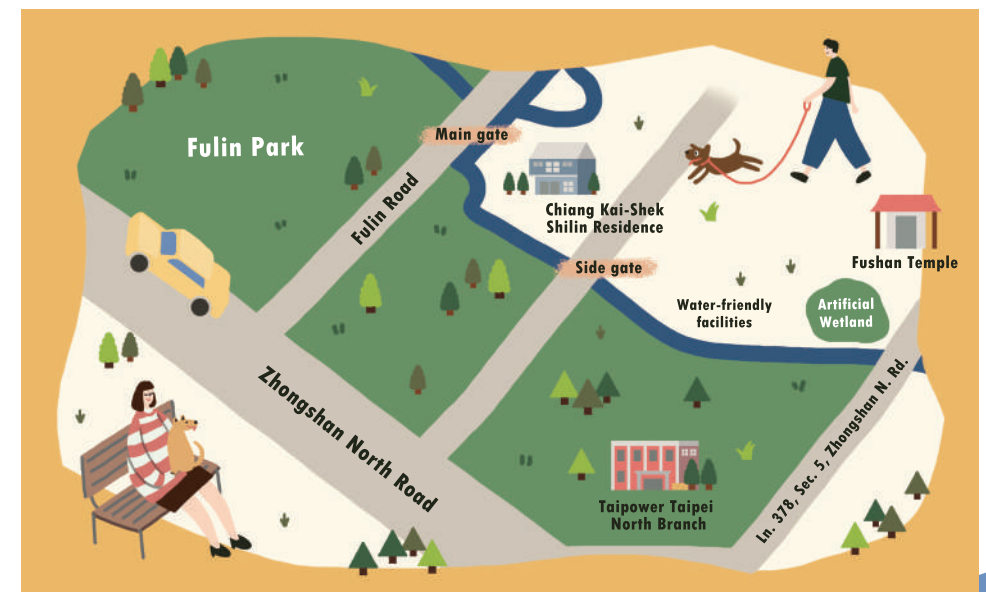 Main gate
Fulin Park
Fulin Road
Chiang Kai-Shek
Shilin Residence
Side gate
Fushan Temple
Water-friendly
facilities
Artificial
Wetland
Zhongshan North Road
Ln. 378, Sec. 5, Zhongshan N. Rd.
Taipower Taipei
North Branch